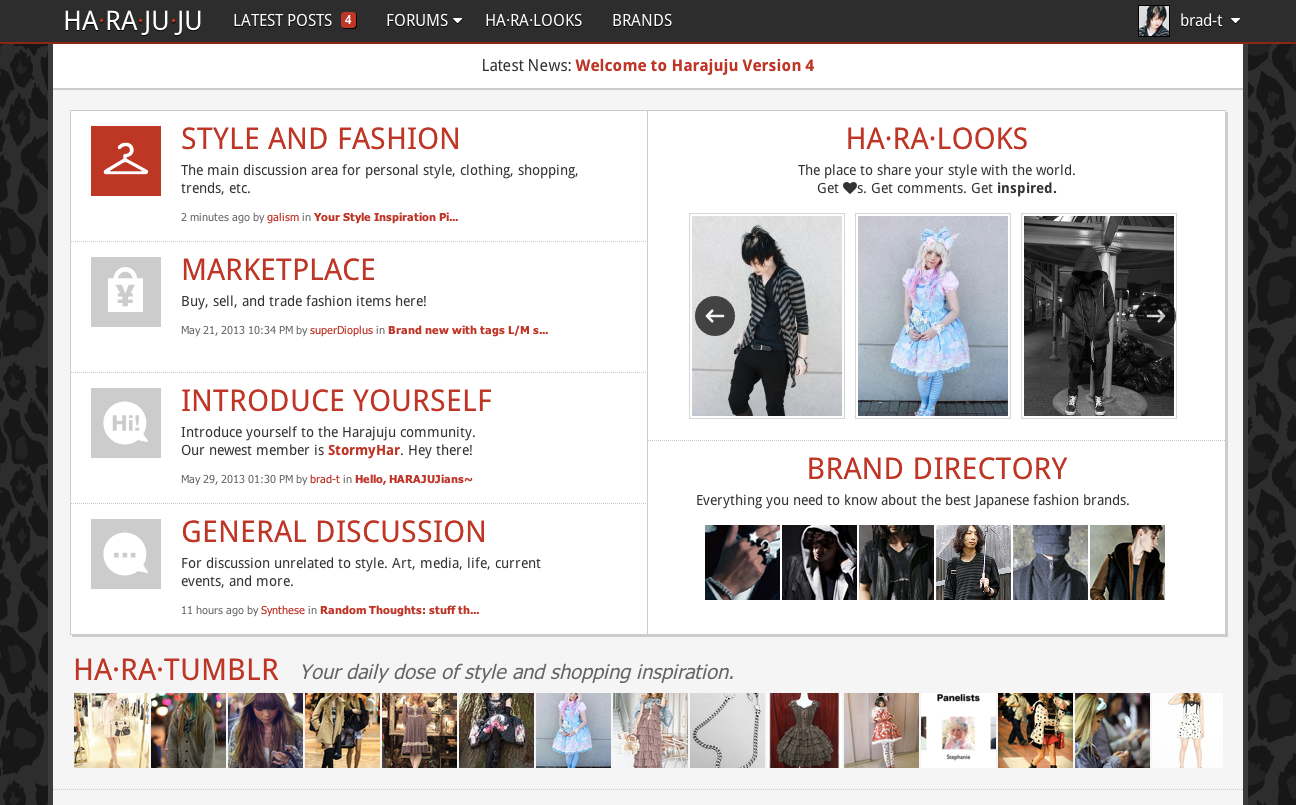 HA·RA·JU·JU
LATEST POSTS 4
FORUMS
HA·RA·LOOKS
BRANDS
brad-t
Latest News: Welcome to Harajuju Version 4
STYLE AND FASHION
The main discussion area for personal style, clothing, shopping,
trends, etc.
2 minutes ago by galism in Your Style Inspiration Pi...
¥
MARKETPLACE
Buy, sell, and trade fashion items here!
May 21, 2013 10:34 PM by superDioplus in Brand new with tags L/M s...
Hi!
INTRODUCE YOURSELF
Introduce yourself to the Harajuju community.
Our newest member is StormyHar. Hey there!
May 29, 2013 01:30 PM by brad-t in Hello, HARAJUJians~
GENERAL DISCUSSION
For discussion unrelated to style. Art, media, life, current
events, and more.
11 hours ago by Synthese in Random Thoughts: stuff th...
HA·RA·LOOKS
The place to share your style with the world.
Get ♥s. Get comments. Get inspired.
BRAND DIRECTORY
Everything you need to know about the best Japanese fashion brands.
HA·RA·TUMBLR
Your daily dose of style and shopping inspiration.
Panelists
Stephanie